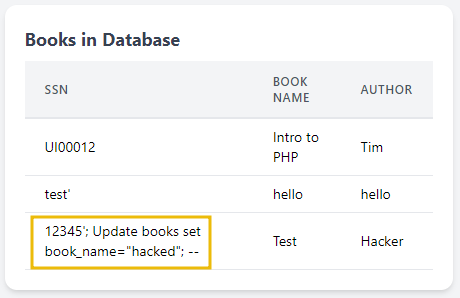 Books in Database
SSN BOOK NAME AUTHOR
UI00012 Intro to PHP Tim
test' hello hello
12345'; Update books set book_name="hacked"; -- Test Hacker